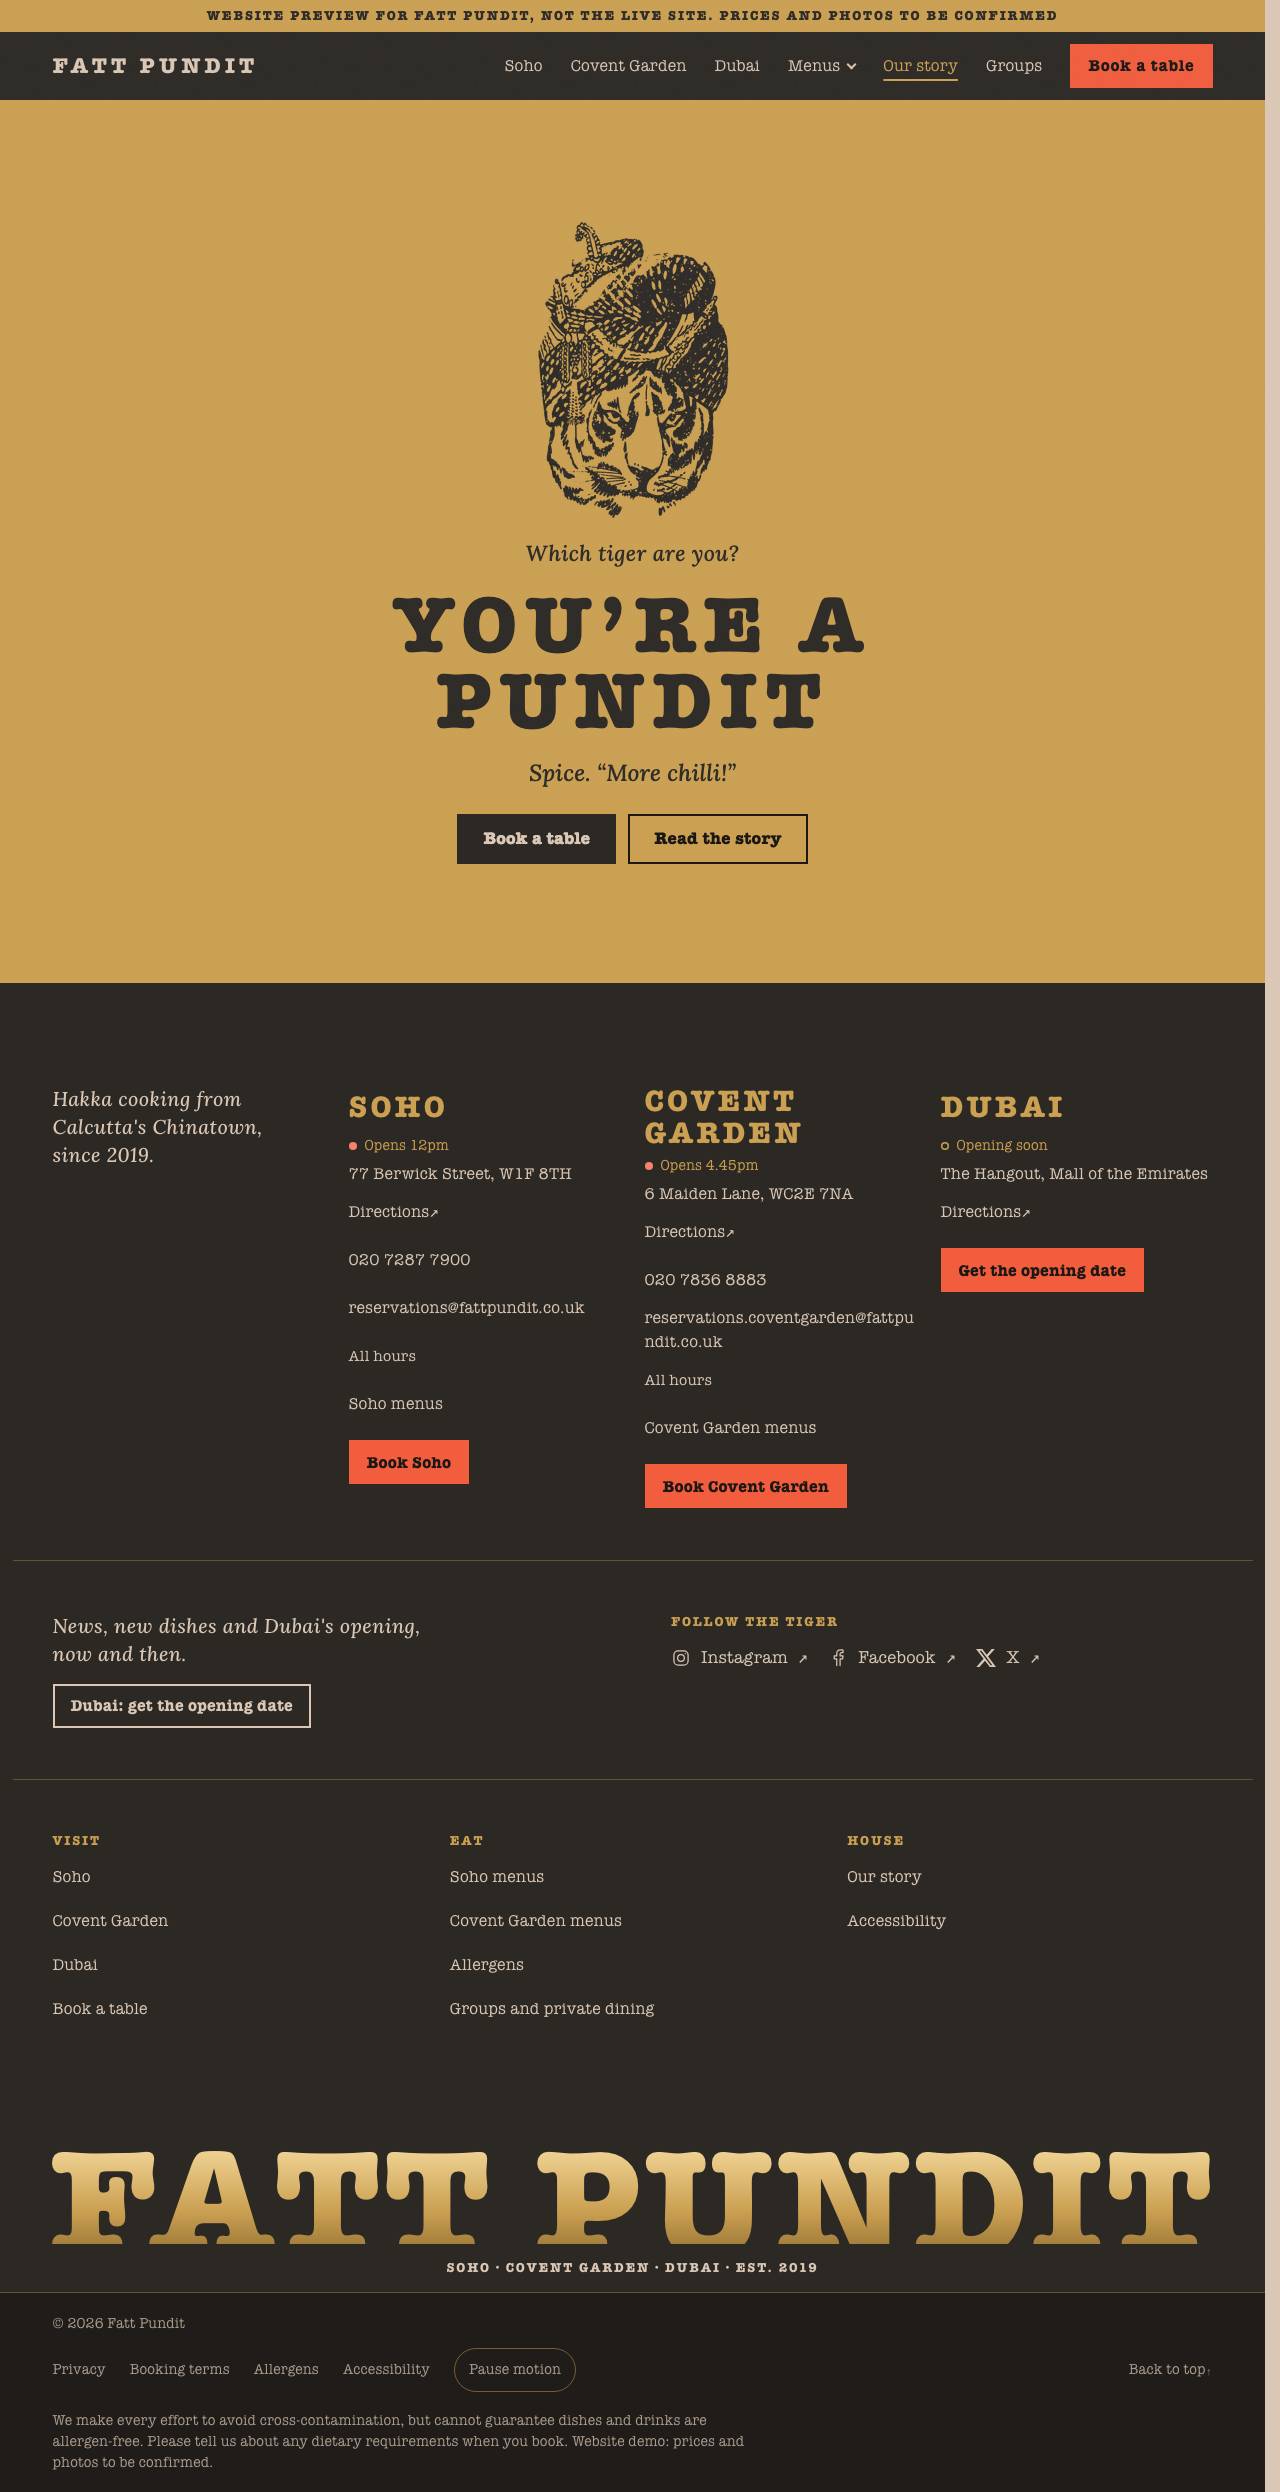 WEBSITE PREVIEW FOR FATT PUNDIT, NOT THE LIVE SITE. PRICES AND PHOTOS TO BE CONFIRMED
FATT PUNDIT
Soho
Covent Garden
Dubai
Menus
Our story
Groups
Book a table
Which tiger are you?
YOU’RE A
PUNDIT
Spice. “More chilli!”
Book a table
Read the story
Hakka cooking from
Calcutta's Chinatown,
since 2019.
SOHO
Opens 12pm
77 Berwick Street, W1F 8TH
Directions↗
020 7287 7900
reservations@fattpundit.co.uk
All hours
Soho menus
Book Soho
COVENT
GARDEN
Opens 4.45pm
6 Maiden Lane, WC2E 7NA
Directions↗
020 7836 8883
reservations.coventgarden@fattpu
ndit.co.uk
All hours
Covent Garden menus
Book Covent Garden
DUBAI
Opening soon
The Hangout, Mall of the Emirates
Directions↗
Get the opening date
News, new dishes and Dubai's opening,
now and then.
Dubai: get the opening date
FOLLOW THE TIGER
Instagram ↗
Facebook ↗
X ↗
VISIT
Soho
Covent Garden
Dubai
Book a table
EAT
Soho menus
Covent Garden menus
Allergens
Groups and private dining
HOUSE
Our story
Accessibility
FATT PUNDIT
SOHO · COVENT GARDEN · DUBAI · EST. 2019
© 2026 Fatt Pundit
Privacy
Booking terms
Allergens
Accessibility
Pause motion
Back to top↑
We make every effort to avoid cross-contamination, but cannot guarantee dishes and drinks are
allergen-free. Please tell us about any dietary requirements when you book. Website demo: prices and
photos to be confirmed.